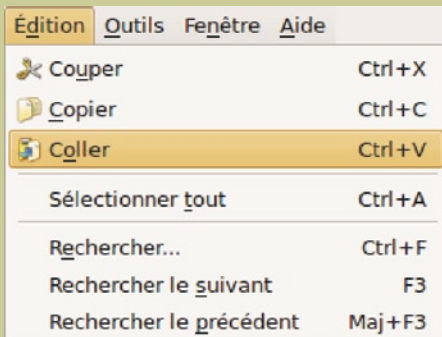 Édition Outils Fenêtre Aide
Couper Ctrl+X
Copier Ctrl+C
Coller Ctrl+V
Sélectionner tout Ctrl+A
Rechercher... Ctrl+F
Rechercher le suivant F3
Rechercher le précédent Maj+F3